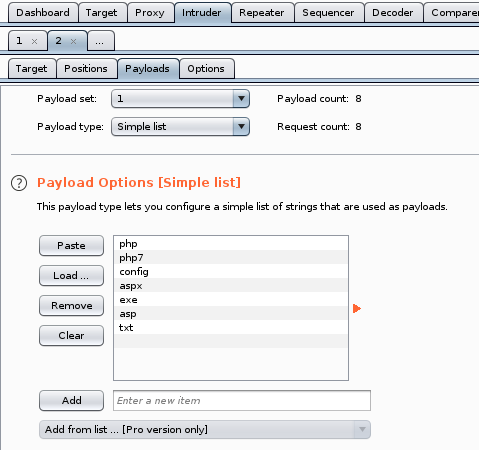 Dashboard Target Proxy Intruder Repeater Sequencer Decoder Comparer
1 × 2 × ...
Target Positions Payloads Options
Payload set: 1 Payload count: 8
Payload type: Simple list Request count: 8
? Payload Options [Simple list]
This payload type lets you configure a simple list of strings that are used as payloads.
Paste
Load ...
Remove
Clear
php
php7
config
aspx
exe
asp
txt
Add Enter a new item
Add from list ... [Pro version only]